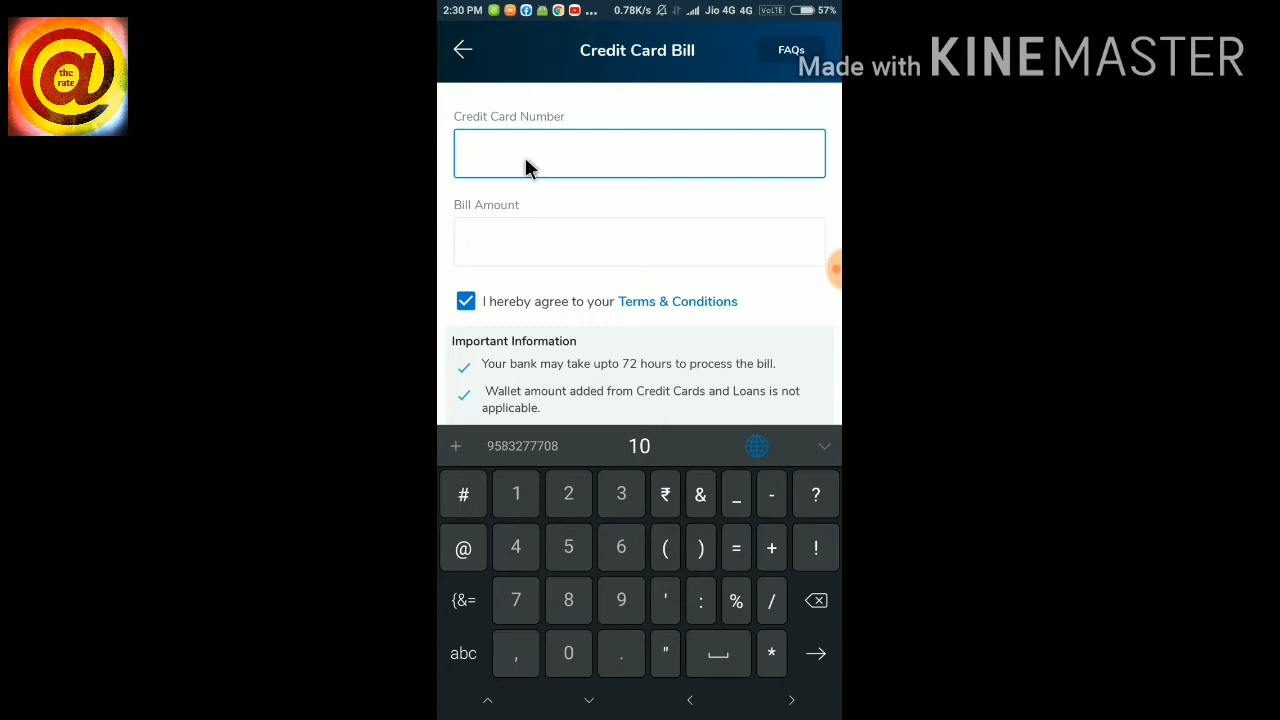 2:30 PM ... 0.78K/s Jio 4G 4G VoLTE 57%
Credit Card Bill
FAQs
Made with KINEMASTER
@
the
rate
Credit Card Number
Bill Amount
I hereby agree to your Terms & Conditions
Important Information
Your bank may take upto 72 hours to process the bill.
Wallet amount added from Credit Cards and Loans is not
applicable.
+ 9583277708 10
# 1 2 3 ₹ & _ - ?
@ 4 5 6 ( ) = + !
{&= 7 8 9 ' : % /
abc , 0 . " *